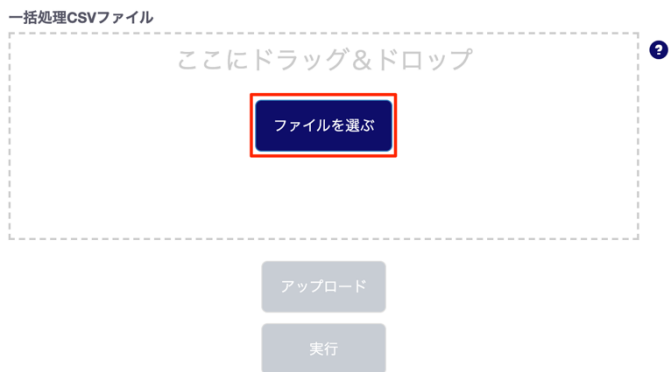 一括処理CSVファイル
ここにドラッグ＆ドロップ
?
ファイルを選ぶ
アップロード
実行